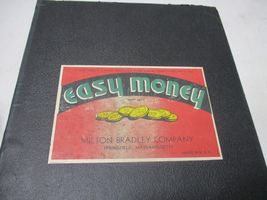 easy money
MILTON BRADLEY COMPANY
SPRINGFIELD, MASSACHUSETTS